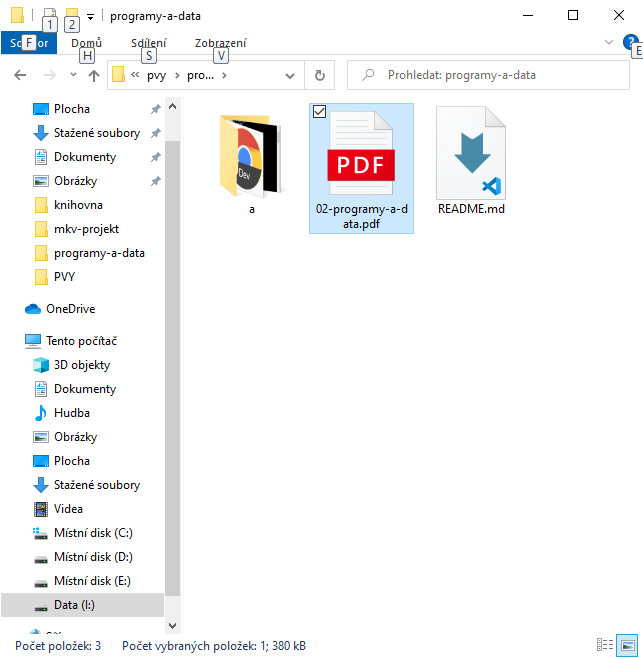 1
2
programy-a-data
Soubor
Domů
Sdílení
Zobrazení
F
H
S
V
E
« pvy › pro... ›
Prohledat: programy-a-data
Plocha
Stažené soubory
Dokumenty
Obrázky
knihovna
mkv-projekt
programy-a-data
PVY
OneDrive
Tento počítač
3D objekty
Dokumenty
Hudba
Obrázky
Plocha
Stažené soubory
Videa
Místní disk (C:)
Místní disk (D:)
Místní disk (E:)
Data (I:)
Dev
a
PDF
02-programy-a-d
ata.pdf
README.md
Počet položek: 3
Počet vybraných položek: 1; 380 kB